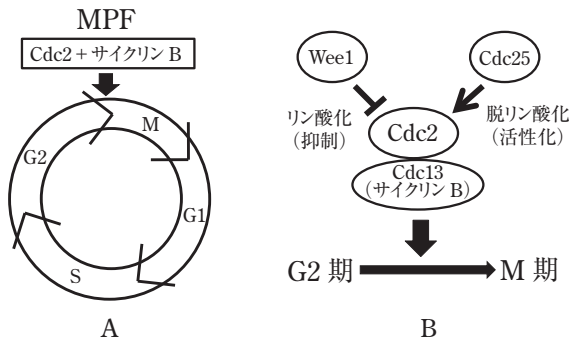 MPF
Cdc2＋サイクリン B
M
G2
G1
S
A
Wee1
Cdc25
リン酸化
（抑制）
脱リン酸化
（活性化）
Cdc2
Cdc13
（サイクリン B）
G2 期
M 期
B